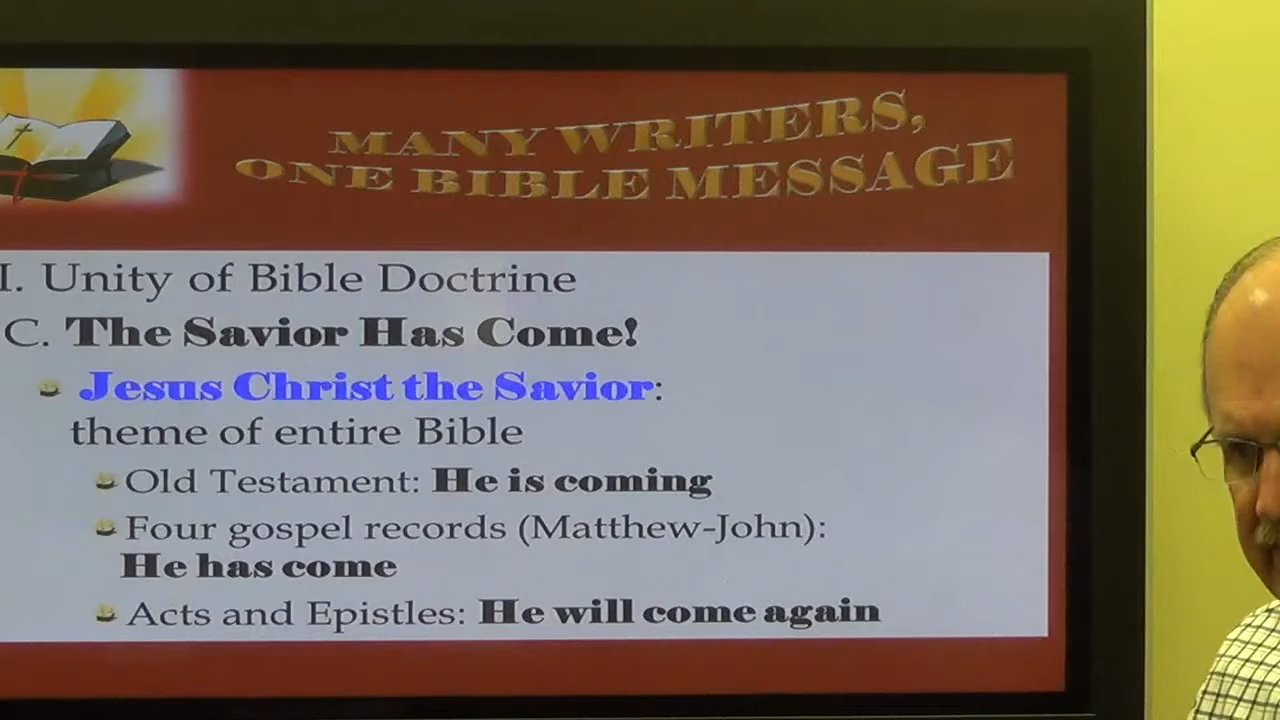 MANY WRITERS,
ONE BIBLE MESSAGE
I. Unity of Bible Doctrine
C. The Savior Has Come!
Jesus Christ the Savior:
theme of entire Bible
Old Testament: He is coming
Four gospel records (Matthew-John):
He has come
Acts and Epistles: He will come again